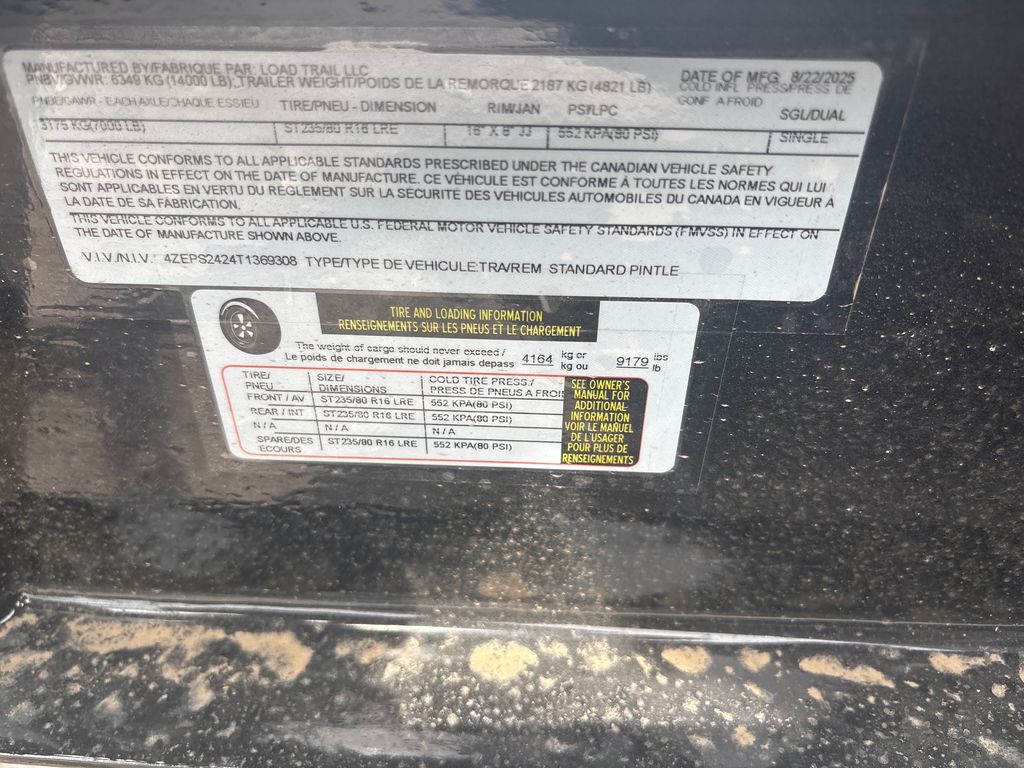 MANUFACTURED BY/FABRIQUE PAR: LOAD TRAIL LLC DATE OF MFG 8/22/2025
PNBV/GVWR: 6349 KG (14000 LB); TRAILER WEIGHT/POIDS DE LA REMORQUE 2187 KG (4821 LB) COLD INFL PRESS/PRESS DE
PNBE/GAWR - EACH AXLE/CHAQUE ESSIEU TIRE/PNEU - DIMENSION RIM/JAN PSI/LPC GONF A FROID SGL/DUAL
3175 KG(7000 LB) ST235/80 R16 LRE 16" X 6" JJ 552 KPA(80 PSI) SINGLE
THIS VEHICLE CONFORMS TO ALL APPLICABLE STANDARDS PRESCRIBED UNDER THE CANADIAN VEHICLE SAFETY
REGULATIONS IN EFFECT ON THE DATE OF MANUFACTURE. CE VÉHICULE EST CONFORME À TOUTES LES NORMES QUI LUI
SONT APPLICABLES EN VERTU DU RÈGLEMENT SUR LA SÉCURITÉ DES VÉHICULES AUTOMOBILES DU CANADA EN VIGUEUR À
LA DATE DE SA FABRICATION.
THIS VEHICLE CONFORMS TO ALL APPLICABLE U.S. FEDERAL MOTOR VEHICLE SAFETY STANDARDS (FMVSS) IN EFFECT ON
THE DATE OF MANUFACTURE SHOWN ABOVE.
V.I.V./N.I.V.: 4ZEPS2424T1369308 TYPE/TYPE DE VEHICULE:TRA/REM STANDARD PINTLE
TIRE AND LOADING INFORMATION
RENSEIGNEMENTS SUR LES PNEUS ET LE CHARGEMENT
The weight of cargo should never exceed / 4164 kg or 9179 lbs
Le poids de chargement ne doit jamais depass kg ou lb
TIRE/ SIZE/ COLD TIRE PRESS./
PNEU DIMENSIONS PRESS DE PNEUS A FROI
FRONT / AV ST235/80 R16 LRE 552 KPA(80 PSI)
REAR / INT ST235/80 R16 LRE 552 KPA(80 PSI)
N / A N / A N / A
SPARE/DES ST235/80 R16 LRE 552 KPA(80 PSI)
ECOURS
SEE OWNER'S
MANUAL FOR
ADDITIONAL
INFORMATION
VOIR LE MAÑUEL
DE L'USAGER
POUR PLUS DE
RENSEIGNEMENTS